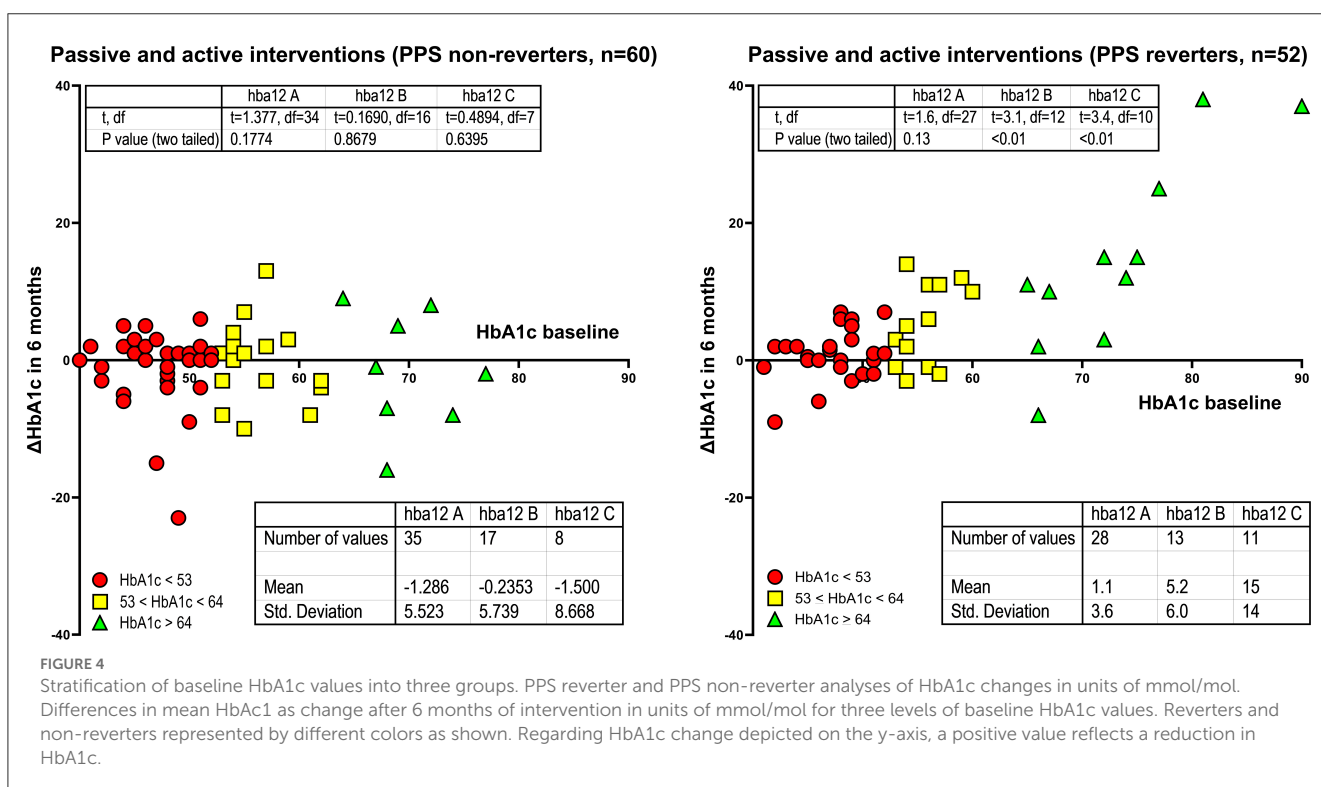 Passive and active interventions (PPS non-reverters, n=60)
hba12 A hba12 B hba12 C
t, df t=1.377, df=34 t=0.1690, df=16 t=0.4894, df=7
P value (two tailed) 0.1774 0.8679 0.6395
40
20
0
-20
-40
ΔHbA1c in 6 months
50 60 70 80 90
HbA1c baseline
hba12 A hba12 B hba12 C
Number of values 35 17 8
Mean -1.286 -0.2353 -1.500
Std. Deviation 5.523 5.739 8.668
HbA1c < 53
53 < HbA1c < 64
HbA1c > 64
Passive and active interventions (PPS reverters, n=52)
hba12 A hba12 B hba12 C
t, df t=1.6, df=27 t=3.1, df=12 t=3.4, df=10
P value (two tailed) 0.13 <0.01 <0.01
40
20
0
-20
-40
ΔHbA1c in 6 months
60 70 80 90
HbA1c baseline
hba12 A hba12 B hba12 C
Number of values 28 13 11
Mean 1.1 5.2 15
Std. Deviation 3.6 6.0 14
HbA1c < 53
53 ≤ HbA1c < 64
HbA1c ≥ 64
FIGURE 4
Stratification of baseline HbA1c values into three groups. PPS reverter and PPS non-reverter analyses of HbA1c changes in units of mmol/mol.
Differences in mean HbAc1 as change after 6 months of intervention in units of mmol/mol for three levels of baseline HbA1c values. Reverters and
non-reverters represented by different colors as shown. Regarding HbA1c change depicted on the y-axis, a positive value reflects a reduction in
HbA1c.